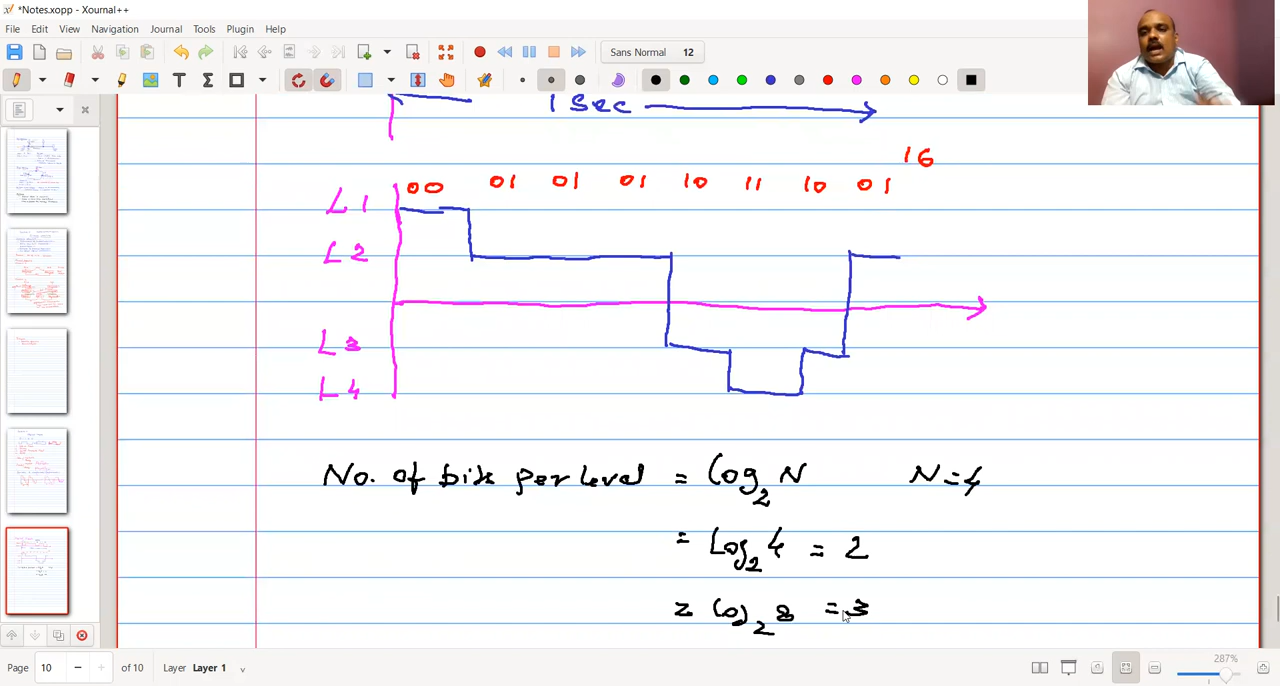 *Notes.xopp - Xournal++
File Edit View Navigation Journal Tools Plugin Help
Sans Normal 12
1 Sec
16
00 01 01 01 10 11 10 01
L1
L2
L3
L4
No. of bits per level = Log2 N N=4
= Log2 4 = 2
= Log2 8 = 3
Page 10 of 10 Layer Layer 1 287%